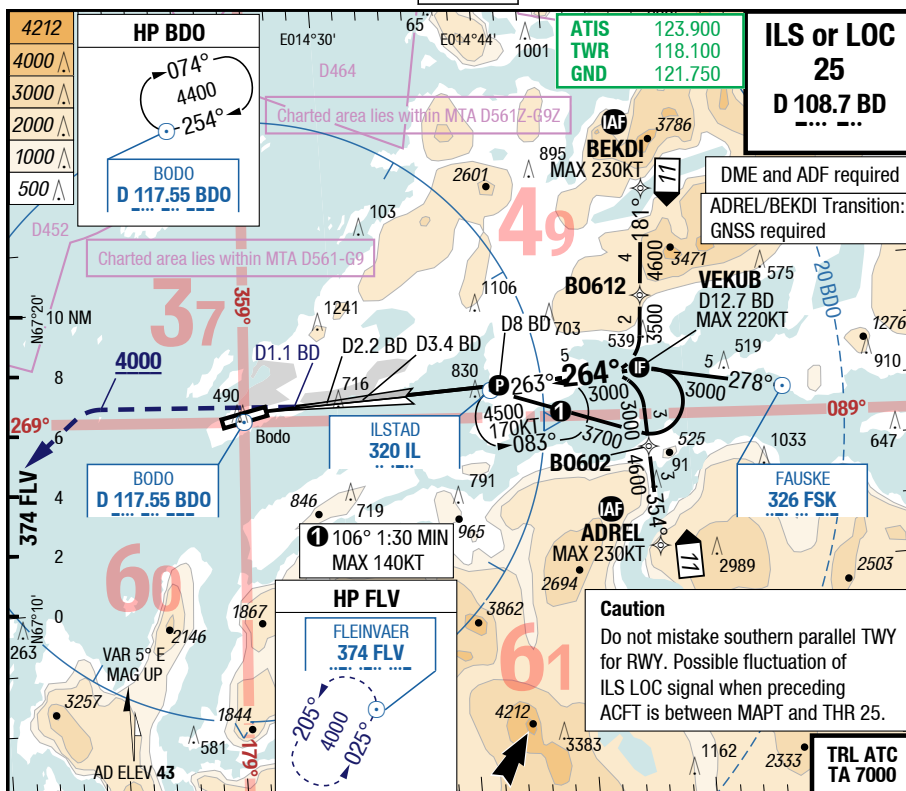 4212
4000
3000
2000
1000
500
HP BDO
074°
4400
254°
BODO
D 117.55 BDO
E014°30'
65
E014°44'
1001
D464
Charted area lies within MTA D561Z-G9Z
ATIS 123.900
TWR 118.100
GND 121.750
ILS or LOC
25
D 108.7 BD
DME and ADF required
ADREL/BEKDI Transition:
GNSS required
IAF
BEKDI
MAX 230KT
3786
895
2601
103
49
11
181°
4
4600
3471
D452
Charted area lies within MTA D561-G9
37
359°
1106
BO612
2
3500
VEKUB
D12.7 BD
MAX 220KT
575
20 BDO
N67°20'
10 NM
1241
D8 BD
703
539
519
1276
910
D1.1 BD
D2.2 BD
D3.4 BD
4000
8
716
830
P
263°
5
264°
IF
5
3000
278°
3000
490
4500
170KT
083°
1
3700
3000
3
269°
089°
6
Bodo
ILSTAD
320 IL
BO602
525
91
1033
647
BODO
D 117.55 BDO
FAUSKE
326 FSK
374 FLV
4
791
4600
3
354°
846
719
965
IAF
ADREL
MAX 230KT
11
2989
1 106° 1:30 MIN
MAX 140KT
2
2694
2503
60
HP FLV
FLEINVAER
374 FLV
205°
4000
025°
0
N67°10'
263
1867
2146
3862
61
VAR 5° E
MAG UP
3257
1844
581
179°
AD ELEV 43
4212
3383
1162
2333
Caution
Do not mistake southern parallel TWY
for RWY. Possible fluctuation of
ILS LOC signal when preceding
ACFT is between MAPT and THR 25.
TRL ATC
TA 7000